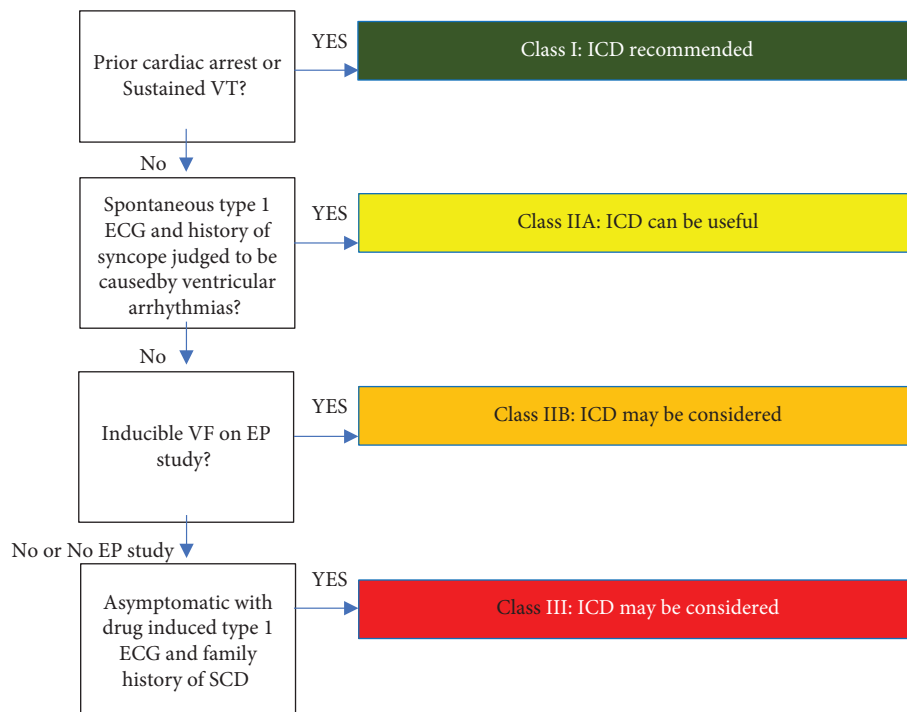 Prior cardiac arrest or
Sustained VT?
YES
Class I: ICD recommended
No
Spontaneous type 1
ECG and history of
syncope judged to be
causedby ventricular
arrhythmias?
YES
Class IIA: ICD can be useful
No
Inducible VF on EP
study?
YES
Class IIB: ICD may be considered
No or No EP study
Asymptomatic with
drug induced type 1
ECG and family
history of SCD
YES
Class III: ICD may be considered